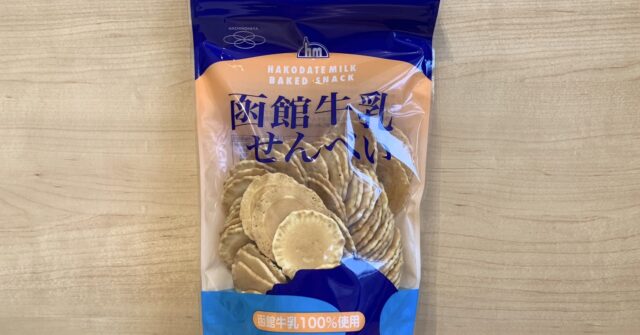 hm
HAKODATE MILK
BAKED SNACK
函館牛乳
せんべい
函館牛乳100%使用